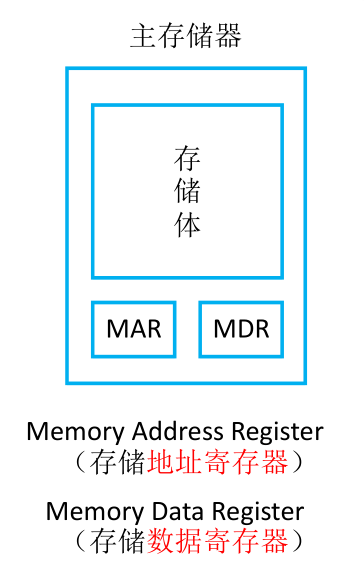 主存储器
存
储
体
MAR MDR
Memory Address Register
（存储地址寄存器）
Memory Data Register
（存储数据寄存器）